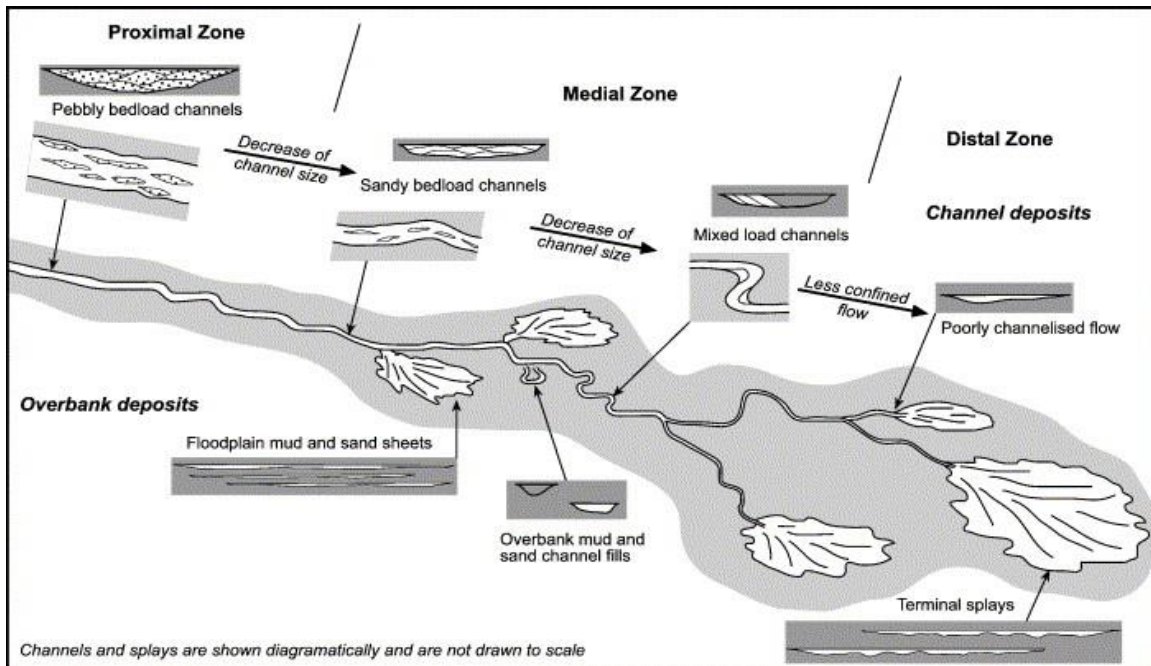 Proximal Zone
Pebbly bedload channels
Decrease of
channel size
Medial Zone
Sandy bedload channels
Decrease of
channel size
Mixed load channels
Distal Zone
Channel deposits
Less confined
flow
Poorly channelised flow
Overbank deposits
Floodplain mud and sand sheets
Overbank mud and
sand channel fills
Terminal splays
Channels and splays are shown diagramatically and are not drawn to scale